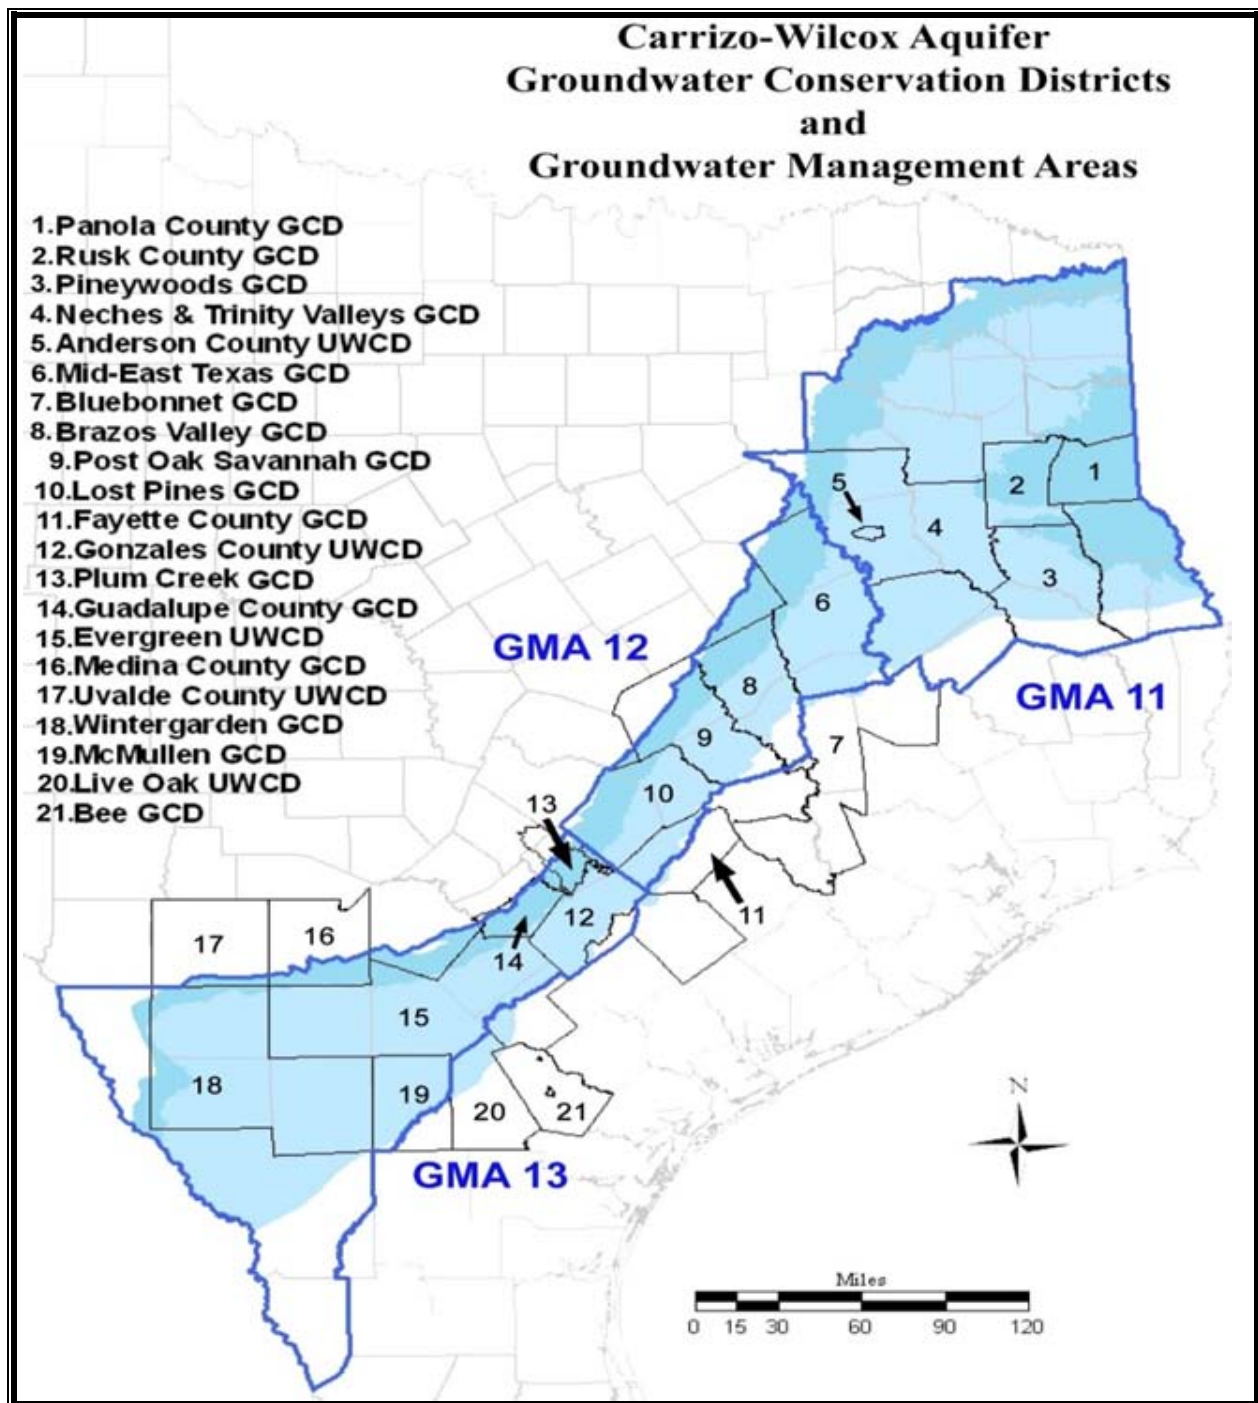 Carrizo-Wilcox Aquifer
Groundwater Conservation Districts
and
Groundwater Management Areas
1.Panola County GCD
2.Rusk County GCD
3.Pineywoods GCD
4.Neches & Trinity Valleys GCD
5.Anderson County UWCD
6.Mid-East Texas GCD
7.Bluebonnet GCD
8.Brazos Valley GCD
9.Post Oak Savannah GCD
10.Lost Pines GCD
11.Fayette County GCD
12.Gonzales County UWCD
13.Plum Creek GCD
14.Guadalupe County GCD
15.Evergreen UWCD
16.Medina County GCD
17.Uvalde County UWCD
18.Wintergarden GCD
19.McMullen GCD
20.Live Oak UWCD
21.Bee GCD
1
2
5
4
3
6
GMA 12
8
GMA 11
9
7
10
13
11
12
16
17
14
15
18
19
20
21
GMA 13
N
Miles
0 15 30 60 90 120